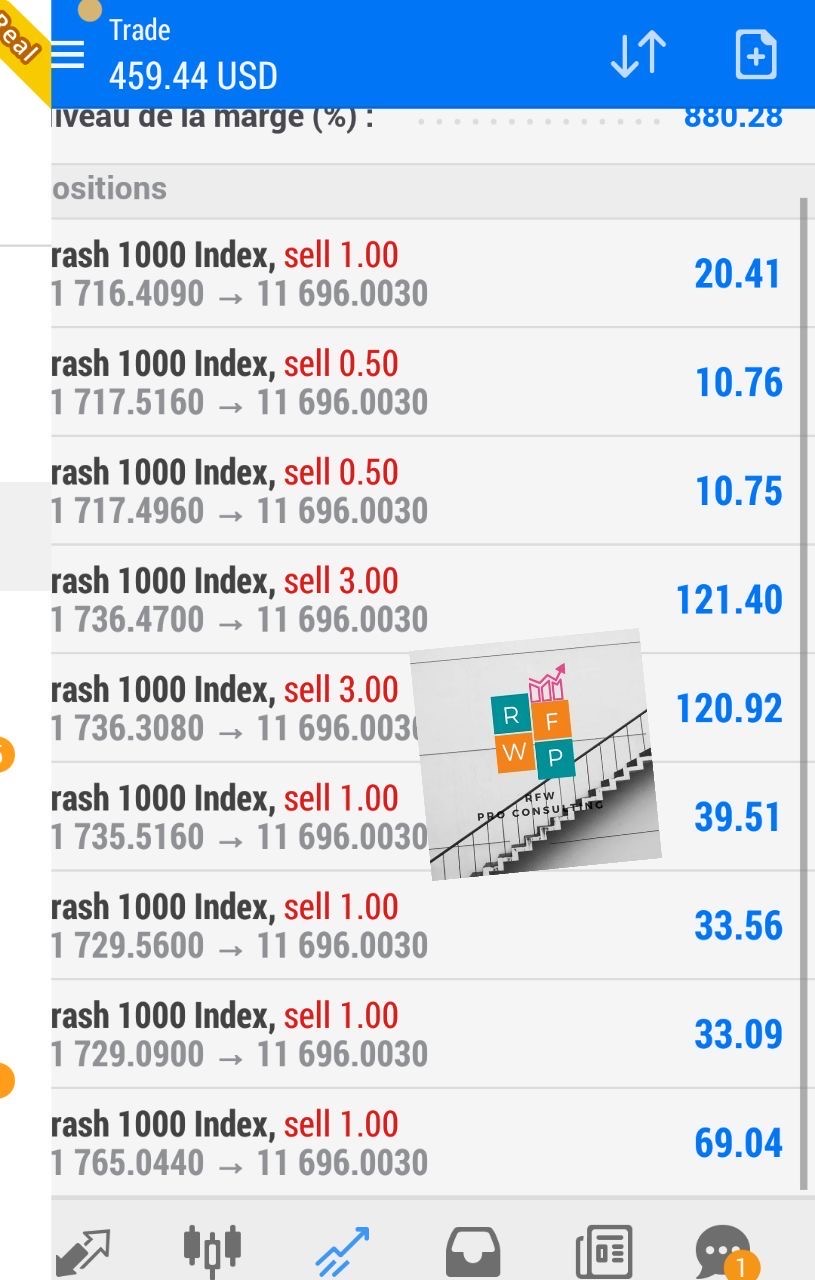 Real
Trade
459.44 USD
iveau de la marge (%) : 880.28
ositions
rash 1000 Index, sell 1.00
1 716.4090 → 11 696.0030 20.41
rash 1000 Index, sell 0.50
1 717.5160 → 11 696.0030 10.76
rash 1000 Index, sell 0.50
1 717.4960 → 11 696.0030 10.75
rash 1000 Index, sell 3.00
1 736.4700 → 11 696.0030 121.40
rash 1000 Index, sell 3.00
1 736.3080 → 11 696.0030 120.92
rash 1000 Index, sell 1.00
1 735.5160 → 11 696.0030 39.51
rash 1000 Index, sell 1.00
1 729.5600 → 11 696.0030 33.56
rash 1000 Index, sell 1.00
1 729.0900 → 11 696.0030 33.09
rash 1000 Index, sell 1.00
1 765.0440 → 11 696.0030 69.04
R F
W P
RFW
PRO CONSULTING
1